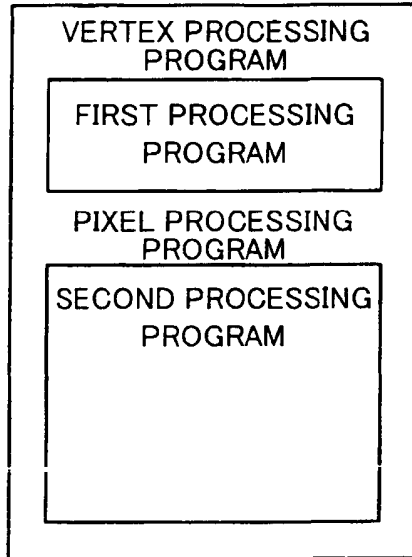 VERTEX PROCESSING
PROGRAM
FIRST PROCESSING
PROGRAM
PIXEL PROCESSING
PROGRAM
SECOND PROCESSING
PROGRAM